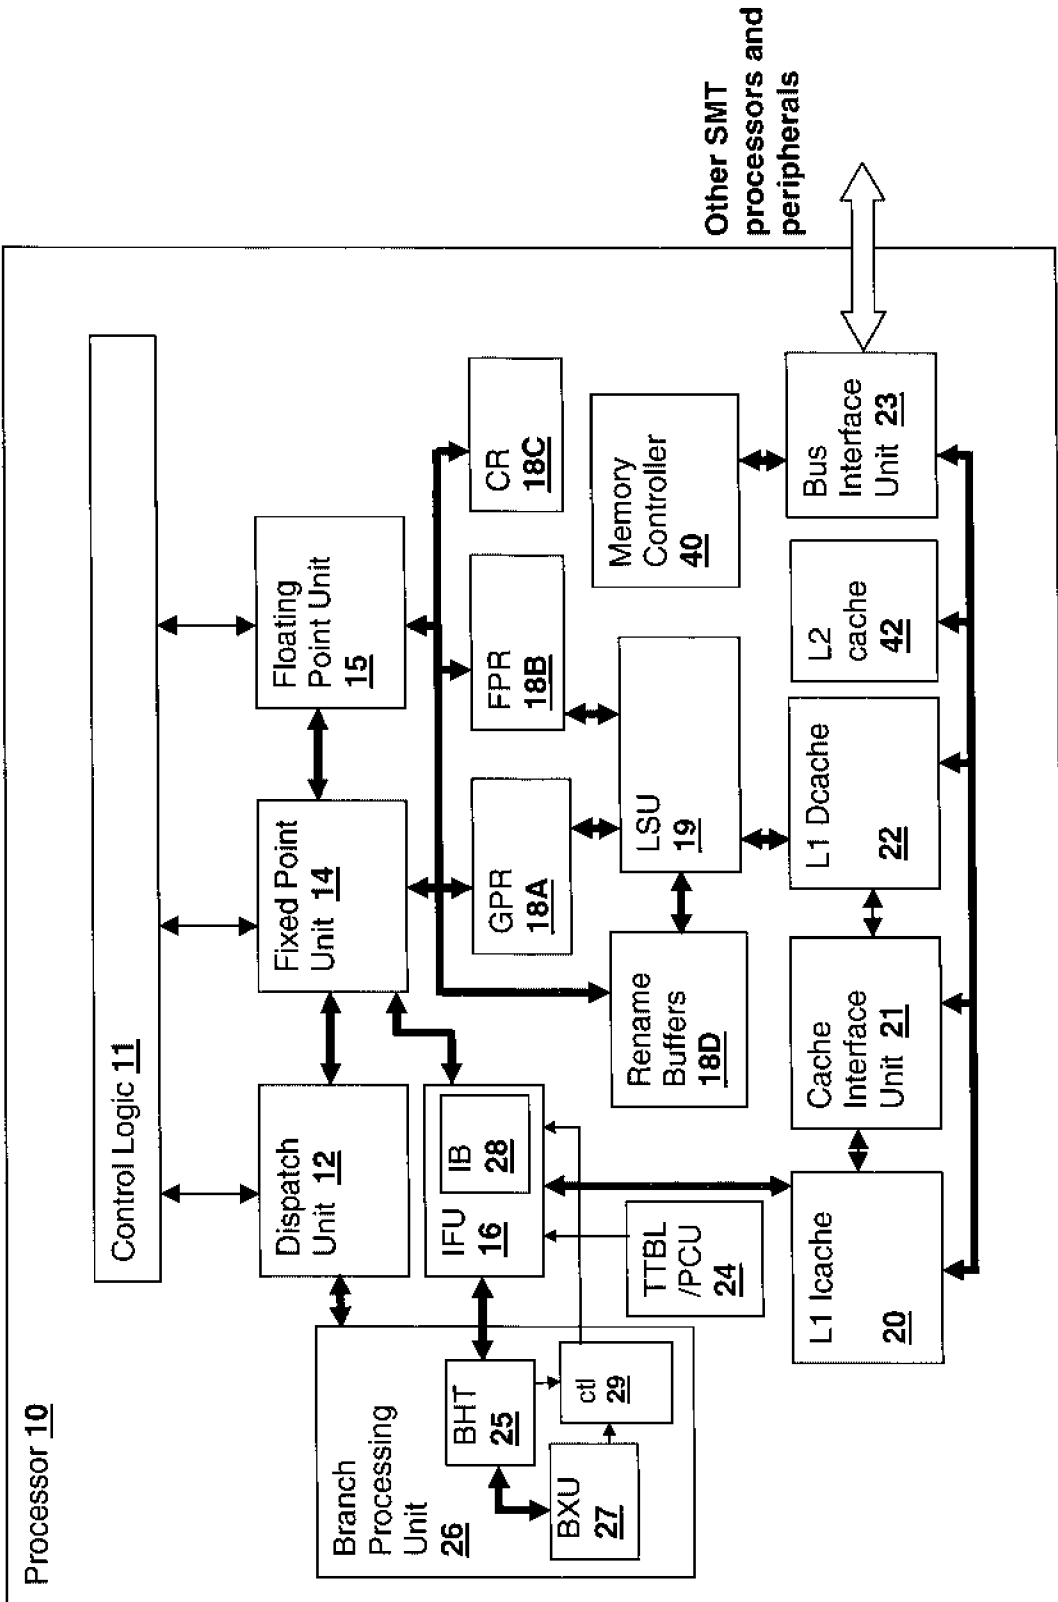 Processor 10
Control Logic 11
Dispatch
Unit 12
Fixed Point
Unit 14
Floating
Point Unit
15
Branch
Processing
Unit
26
BHT
25
BXU
27
ctl
29
IFU
16
IB
28
TTBL
/PCU
24
GPR
18A
FPR
18B
CR
18C
Rename
Buffers
18D
LSU
19
Memory
Controller
40
L1 Icache
20
Cache
Interface
Unit 21
L1 Dcache
22
L2
cache
42
Bus
Interface
Unit 23
Other SMT
processors and
peripherals